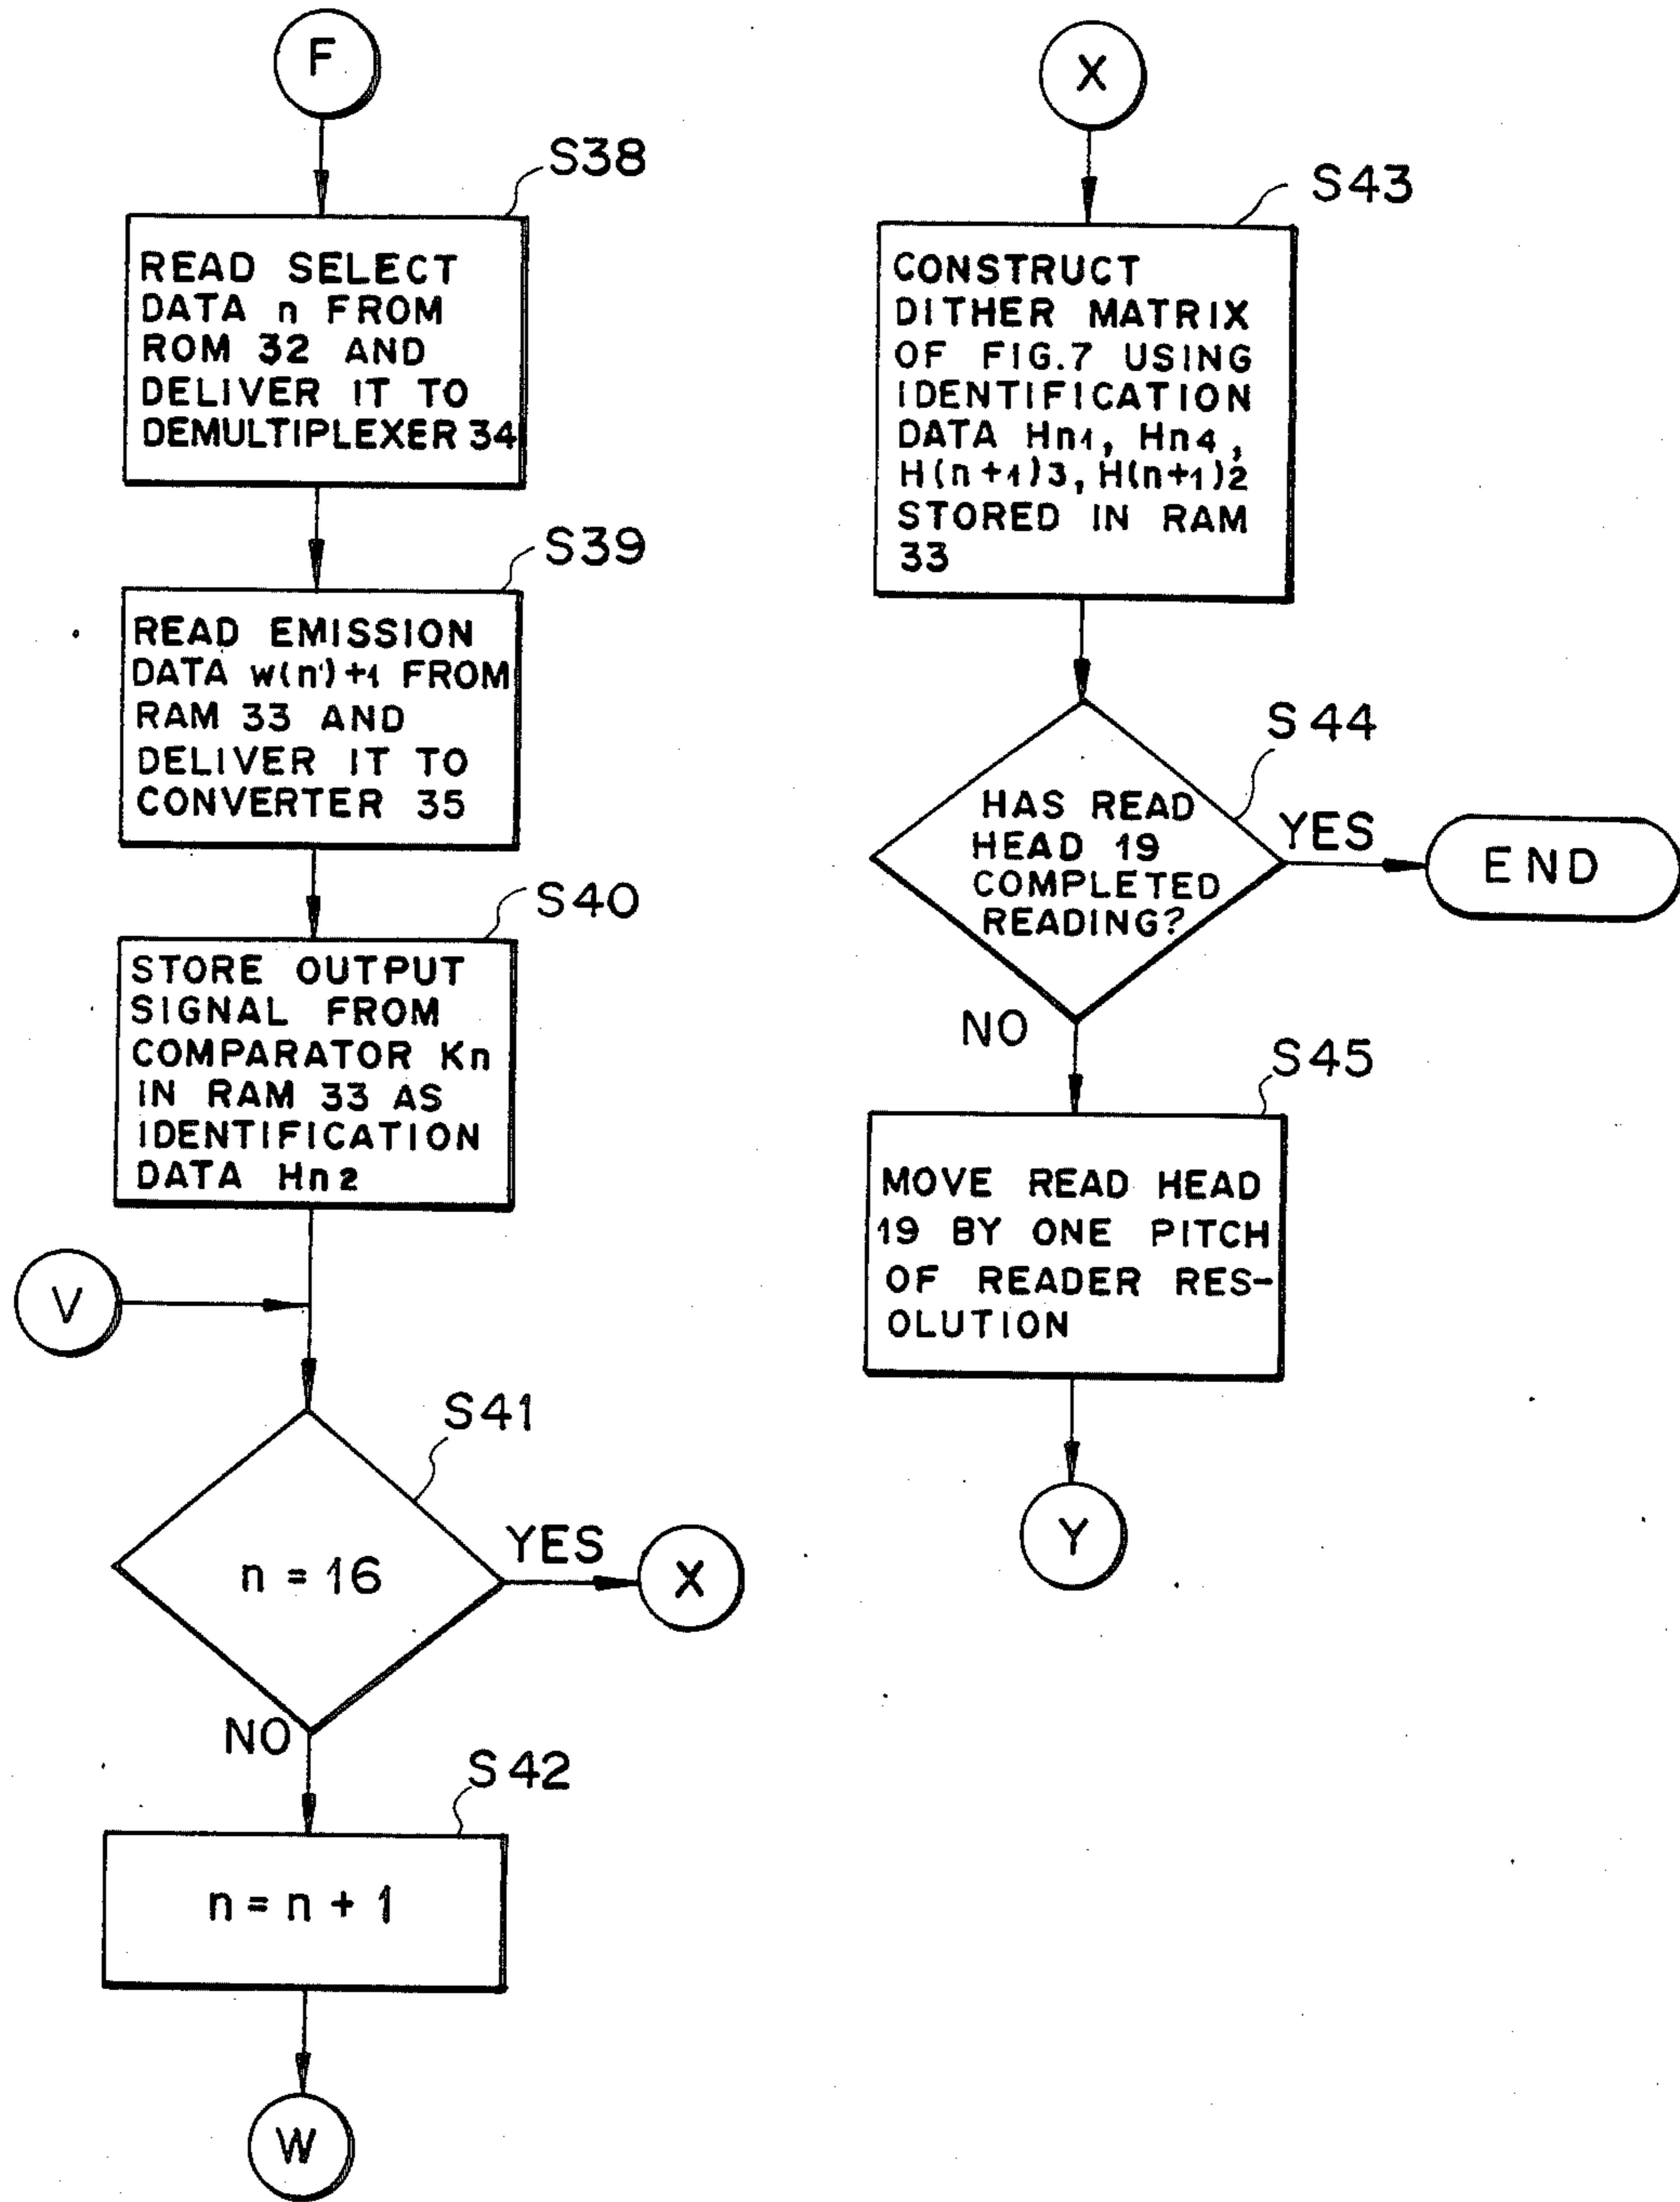 F
S38
READ SELECT
DATA n FROM
ROM 32 AND
DELIVER IT TO
DEMULTIPLEXER 34
S39
READ EMISSION
DATA w(n')+1 FROM
RAM 33 AND
DELIVER IT TO
CONVERTER 35
S40
STORE OUTPUT
SIGNAL FROM
COMPARATOR Kn
IN RAM 33 AS
IDENTIFICATION
DATA Hn2
V
S41
n = 16
YES
X
NO
S42
n = n + 1
W
X
S43
CONSTRUCT
DITHER MATRIX
OF FIG.7 USING
IDENTIFICATION
DATA Hn1, Hn4,
H(n+1)3, H(n+1)2
STORED IN RAM
33
S44
HAS READ
HEAD 19
COMPLETED
READING?
YES
END
NO
S45
MOVE READ HEAD
19 BY ONE PITCH
OF READER RES-
OLUTION
Y